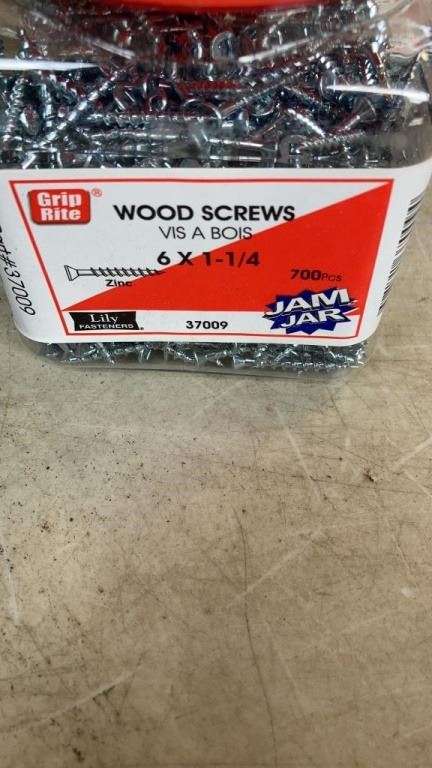 Grip
Rite®
WOOD SCREWS
VIS A BOIS
6 X 1-1/4
Zinc
700Pcs
JAM
JAR
Lily
FASTENERS®
37009
#37009